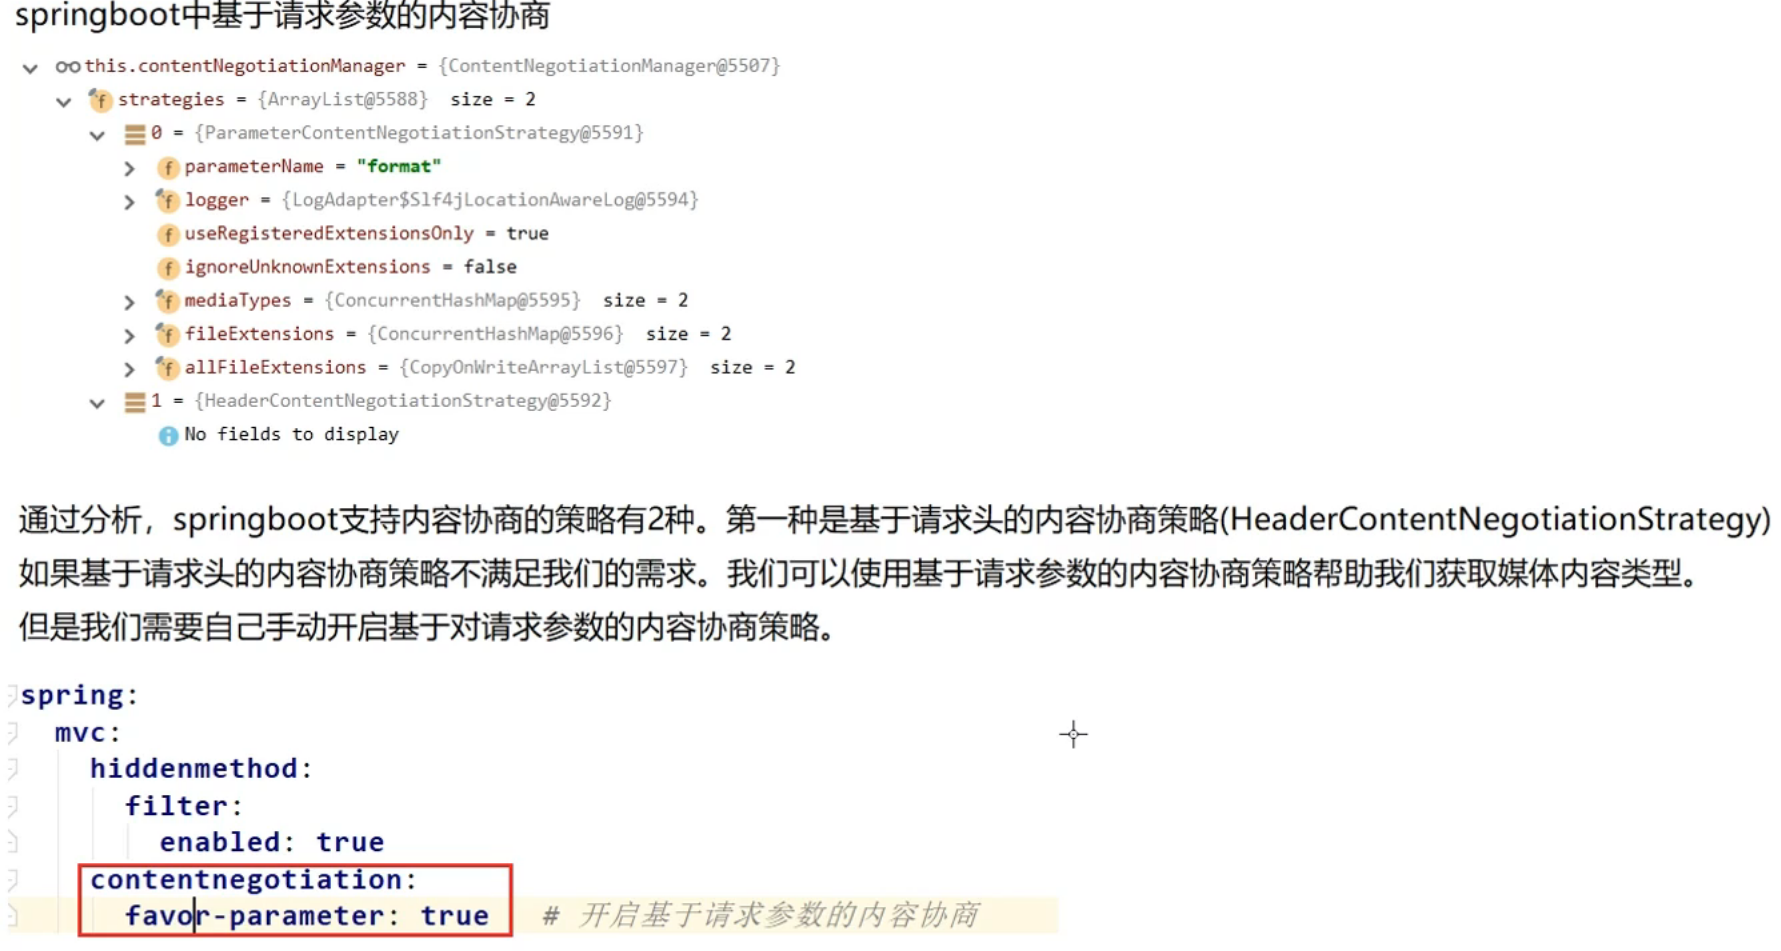 springboot中基于请求参数的内容协商
this.contentNegotiationManager = {ContentNegotiationManager@5507}
strategies = {ArrayList@5588} size = 2
0 = {ParameterContentNegotiationStrategy@5591}
parameterName = "format"
logger = {LogAdapter$Slf4jLocationAwareLog@5594}
useRegisteredExtensionsOnly = true
ignoreUnknownExtensions = false
mediaTypes = {ConcurrentHashMap@5595} size = 2
fileExtensions = {ConcurrentHashMap@5596} size = 2
allFileExtensions = {CopyOnWriteArrayList@5597} size = 2
1 = {HeaderContentNegotiationStrategy@5592}
No fields to display
通过分析，springboot支持内容协商的策略有2种。第一种是基于请求头的内容协商策略(HeaderContentNegotiationStrategy)
如果基于请求头的内容协商策略不满足我们的需求。我们可以使用基于请求参数的内容协商策略帮助我们获取媒体内容类型。
但是我们需要自己手动开启基于对请求参数的内容协商策略。
spring:
mvc:
hiddenmethod:
filter:
enabled: true
contentnegotiation:
favor-parameter: true # 开启基于请求参数的内容协商